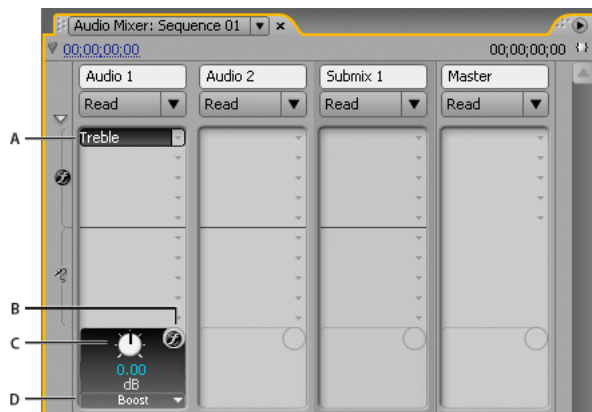 Audio Mixer: Sequence 01
00;00;00;00
00;00;00;00
Audio 1
Audio 2
Submix 1
Master
Read
Read
Read
Read
A
Treble
B
C
0.00
dB
D
Boost